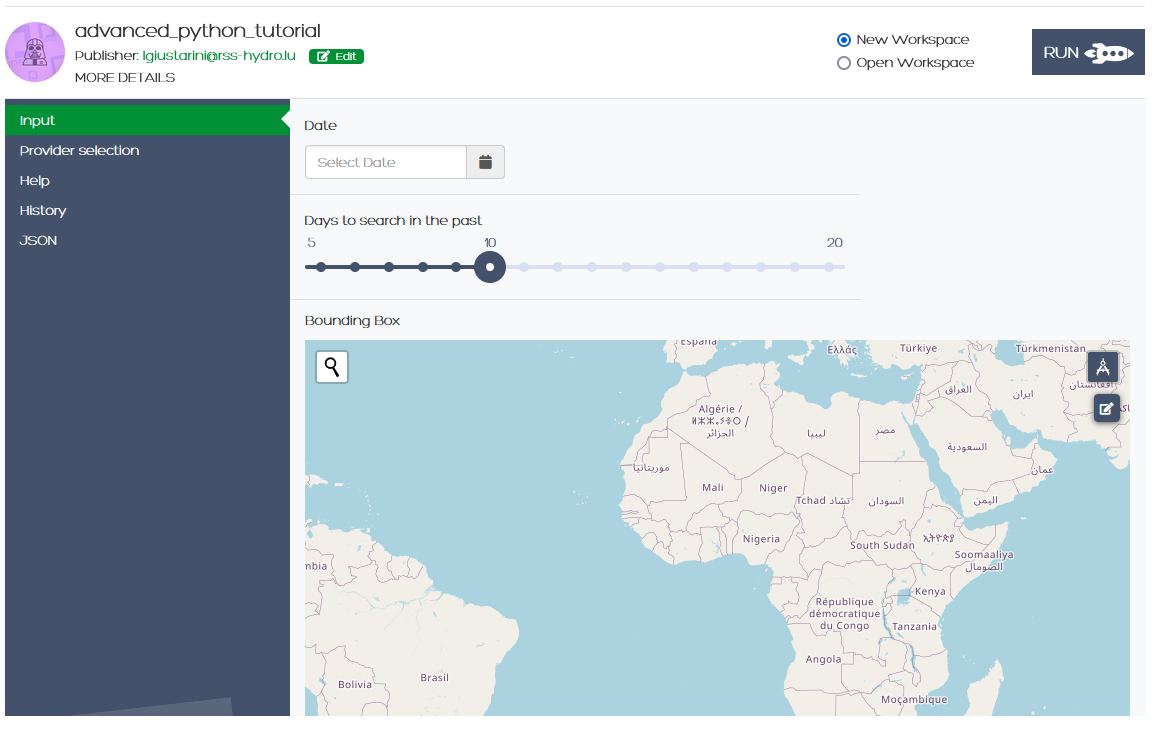 advanced_python_tutorial
Publisher: lgiustarini@rss-hydro.lu Edit
MORE DETAILS
New Workspace
Open Workspace
RUN
Input
Provider selection
Help
History
JSON
Date
Select Date
Days to search in the past
5 10 20
Bounding Box
España
Ελλάς
Türkiye
Türkmenistan
افغانستان
العراق
ایران
Algérie /
ⵍⵣⵣⴰⵢⴻⵔ /
الجزائر
ليبيا
مصر
السعودية
عمان
موريتانيا
Mali
Niger
Tchad تشاد
السودان
اليمن
Nigeria
South Sudan
ኢትዮጵያ
Soomaaliya
الصومال
mbia
Kenya
République
démocratique
du Congo
Tanzania
Angola
Brasil
Bolivia
Moçambique